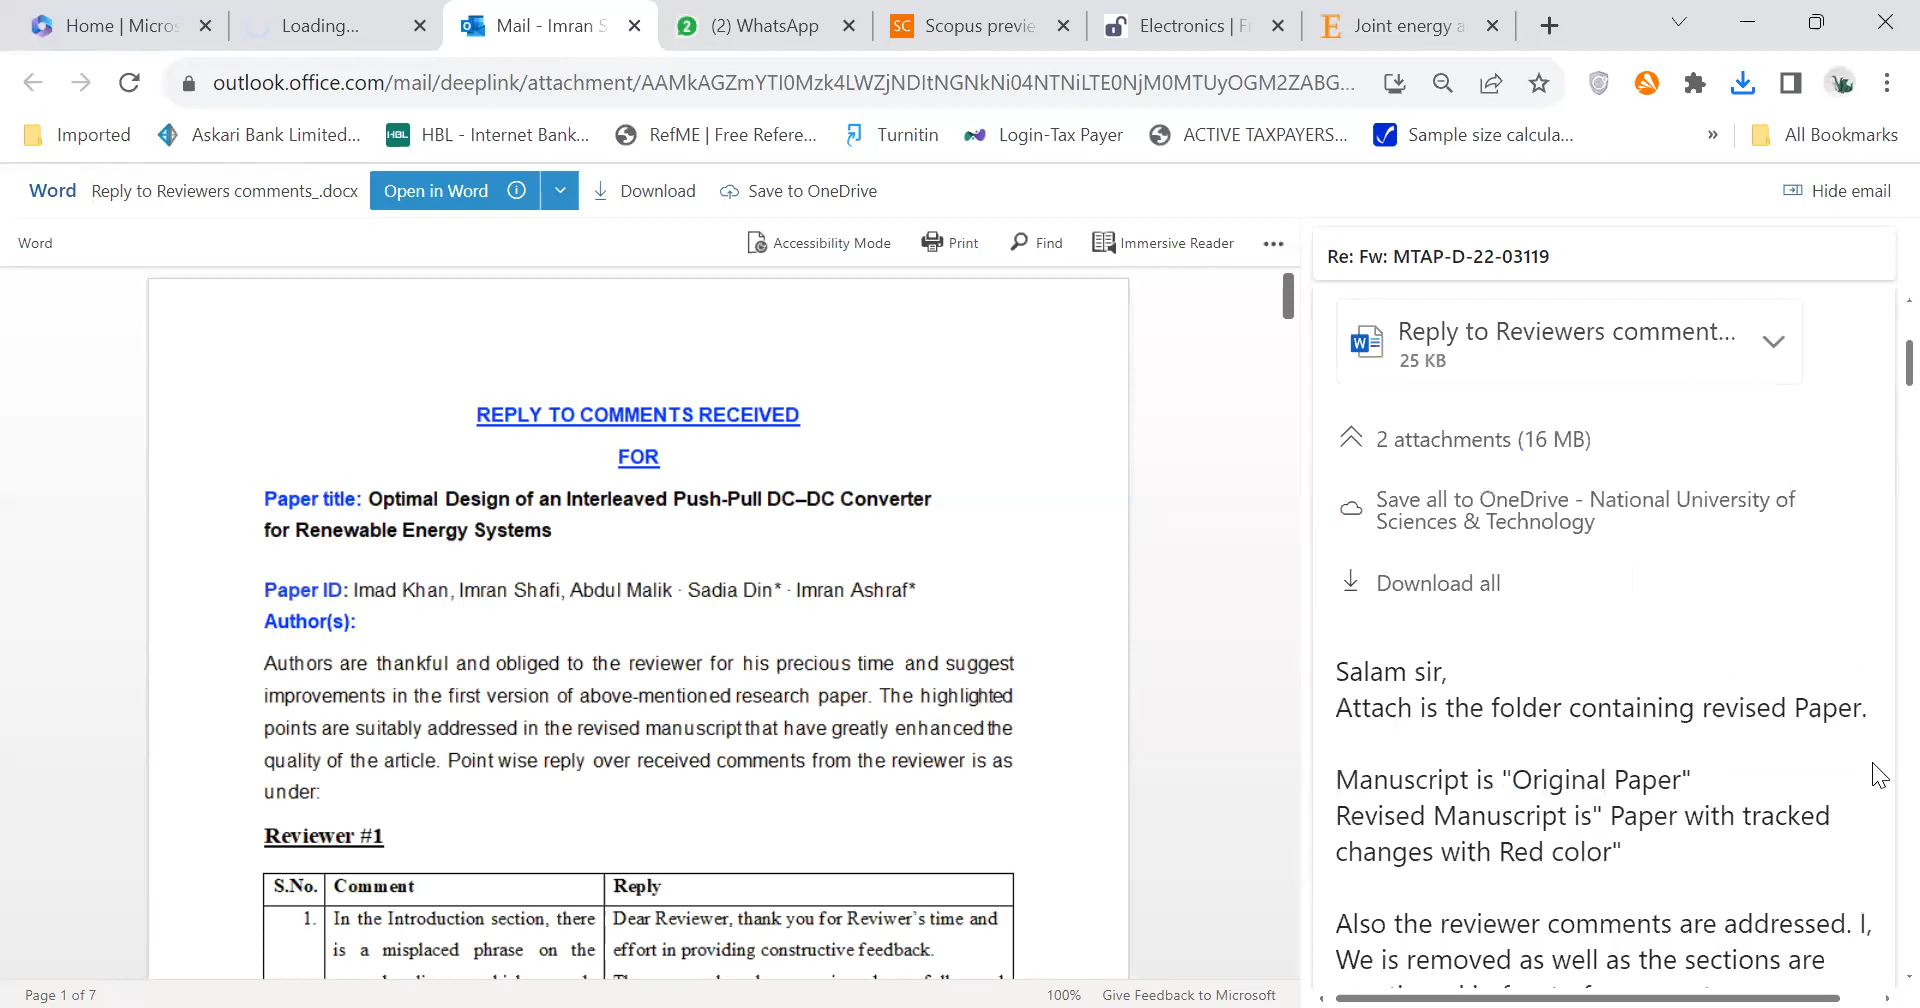 Home | Micros
Loading...
Mail - Imran S
2
(2) WhatsApp
SC
Scopus previe
Electronics | F
E
Joint energy a
outlook.office.com/mail/deeplink/attachment/AAMkAGZmYTI0Mzk4LWZjNDItNGNkNi04NTNiLTE0NjM0MTUyOGM2ZABG...
Imported
Askari Bank Limited...
HBL
HBL - Internet Bank...
RefME | Free Refere...
Turnitin
Login-Tax Payer
ACTIVE TAXPAYERS...
Sample size calcula...
»
All Bookmarks
Word
Reply to Reviewers comments_.docx
Open in Word
Download
Save to OneDrive
Hide email
Word
Accessibility Mode
Print
Find
Immersive Reader
Re: Fw: MTAP-D-22-03119
REPLY TO COMMENTS RECEIVED
FOR
Paper title: Optimal Design of an Interleaved Push-Pull DC–DC Converter
for Renewable Energy Systems
Paper ID: Imad Khan, Imran Shafi, Abdul Malik · Sadia Din* · Imran Ashraf*
Author(s):
Authors are thankful and obliged to the reviewer for his precious time and suggest
improvements in the first version of above-mentioned research paper. The highlighted
points are suitably addressed in the revised manuscript that have greatly enhanced the
quality of the article. Point wise reply over received comments from the reviewer is as
under:
Reviewer #1
S.No.
Comment
Reply
1.
In the Introduction section, there
is a misplaced phrase on the
Dear Reviewer, thank you for Reviwer's time and
effort in providing constructive feedback.
W
Reply to Reviewers comment...
25 KB
2 attachments (16 MB)
Save all to OneDrive - National University of
Sciences & Technology
Download all
Salam sir,
Attach is the folder containing revised Paper.
Manuscript is "Original Paper"
Revised Manuscript is" Paper with tracked
changes with Red color"
Also the reviewer comments are addressed. I,
We is removed as well as the sections are
Page 1 of 7
100%
Give Feedback to Microsoft